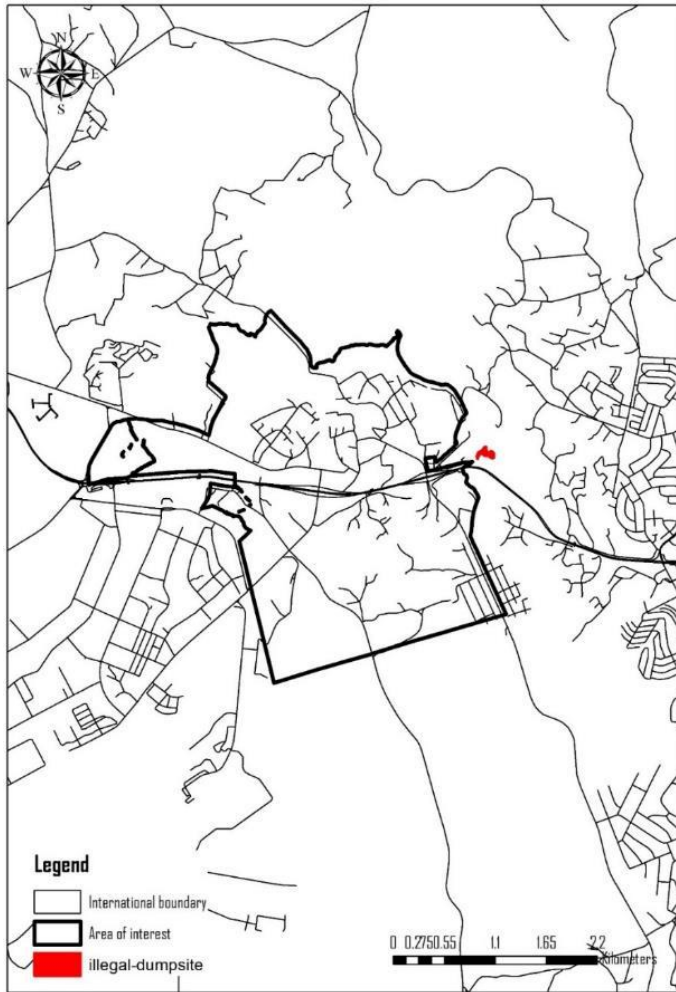 N
W E
S
Legend
International boundary
Area of interest
illegal-dumpsite
0 0.2750.55 1.1 1.65 2.2
Kilometers